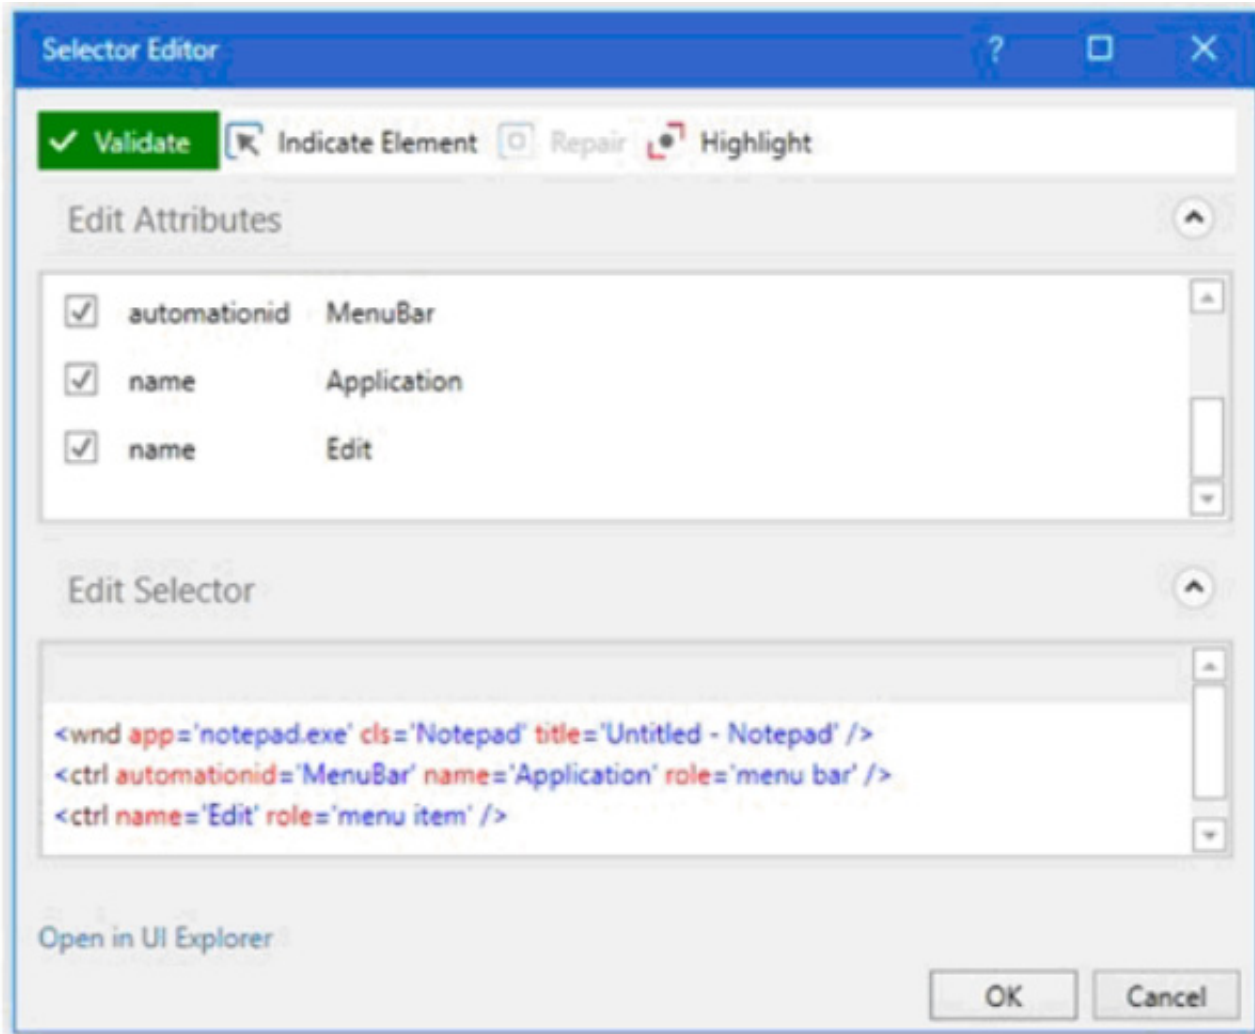 Selector Editor ?
Validate Indicate Element Repair Highlight
Edit Attributes
automationid MenuBar
name Application
name Edit
Edit Selector
<wnd app='notepad.exe' cls='Notepad' title='Untitled - Notepad' />
<ctrl automationid='MenuBar' name='Application' role='menu bar' />
<ctrl name='Edit' role='menu item' />
Open in UI Explorer
OK Cancel